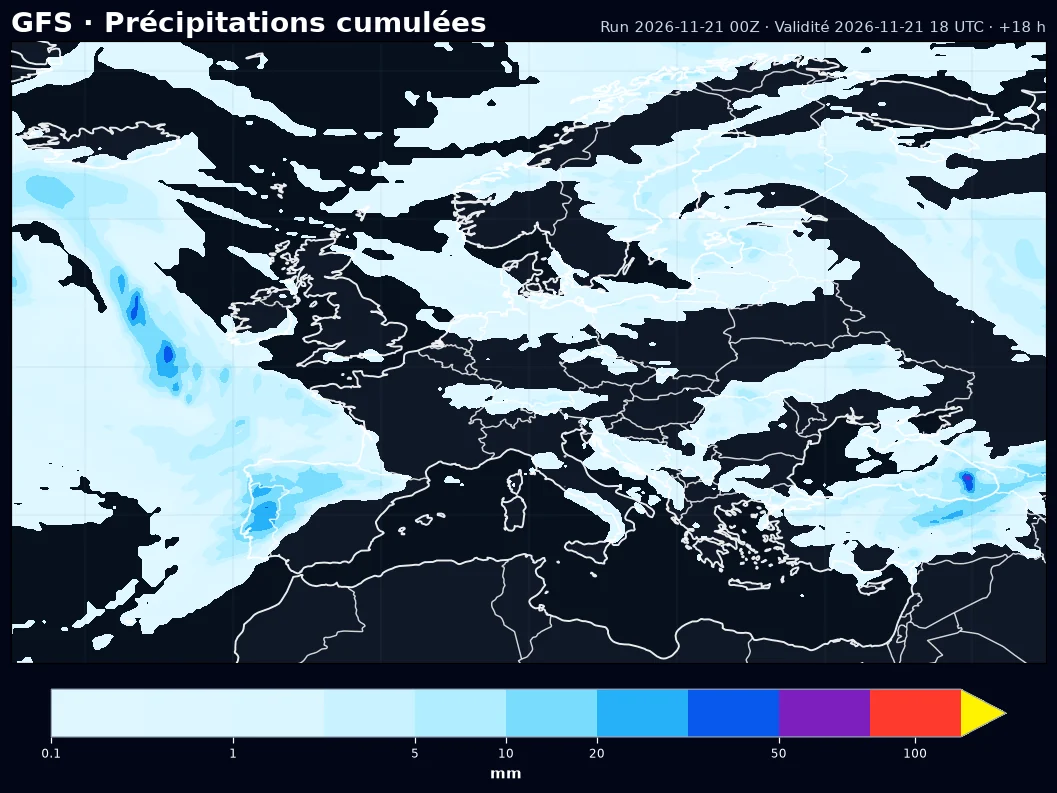 GFS · Précipitations cumulées
Run 2026-11-21 00Z · Validité 2026-11-21 18 UTC · +18 h
0.1 1 5 10 20 50 100
mm